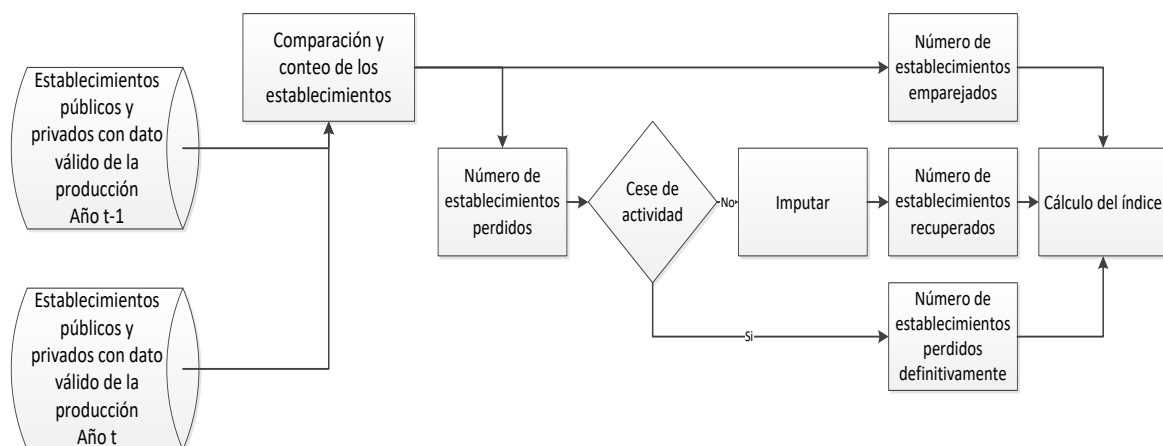 Establecimientos
públicos y
privados con dato
válido de la
producción
Año t-1
Establecimientos
públicos y
privados con dato
válido de la
producción
Año t
Comparación y
conteo de los
establecimientos
Número de
establecimientos
perdidos
Cese de
actividad
No
Imputar
Si
Número de
establecimientos
emparejados
Número de
establecimientos
recuperados
Número de
establecimientos
perdidos
definitivamente
Cálculo del índice